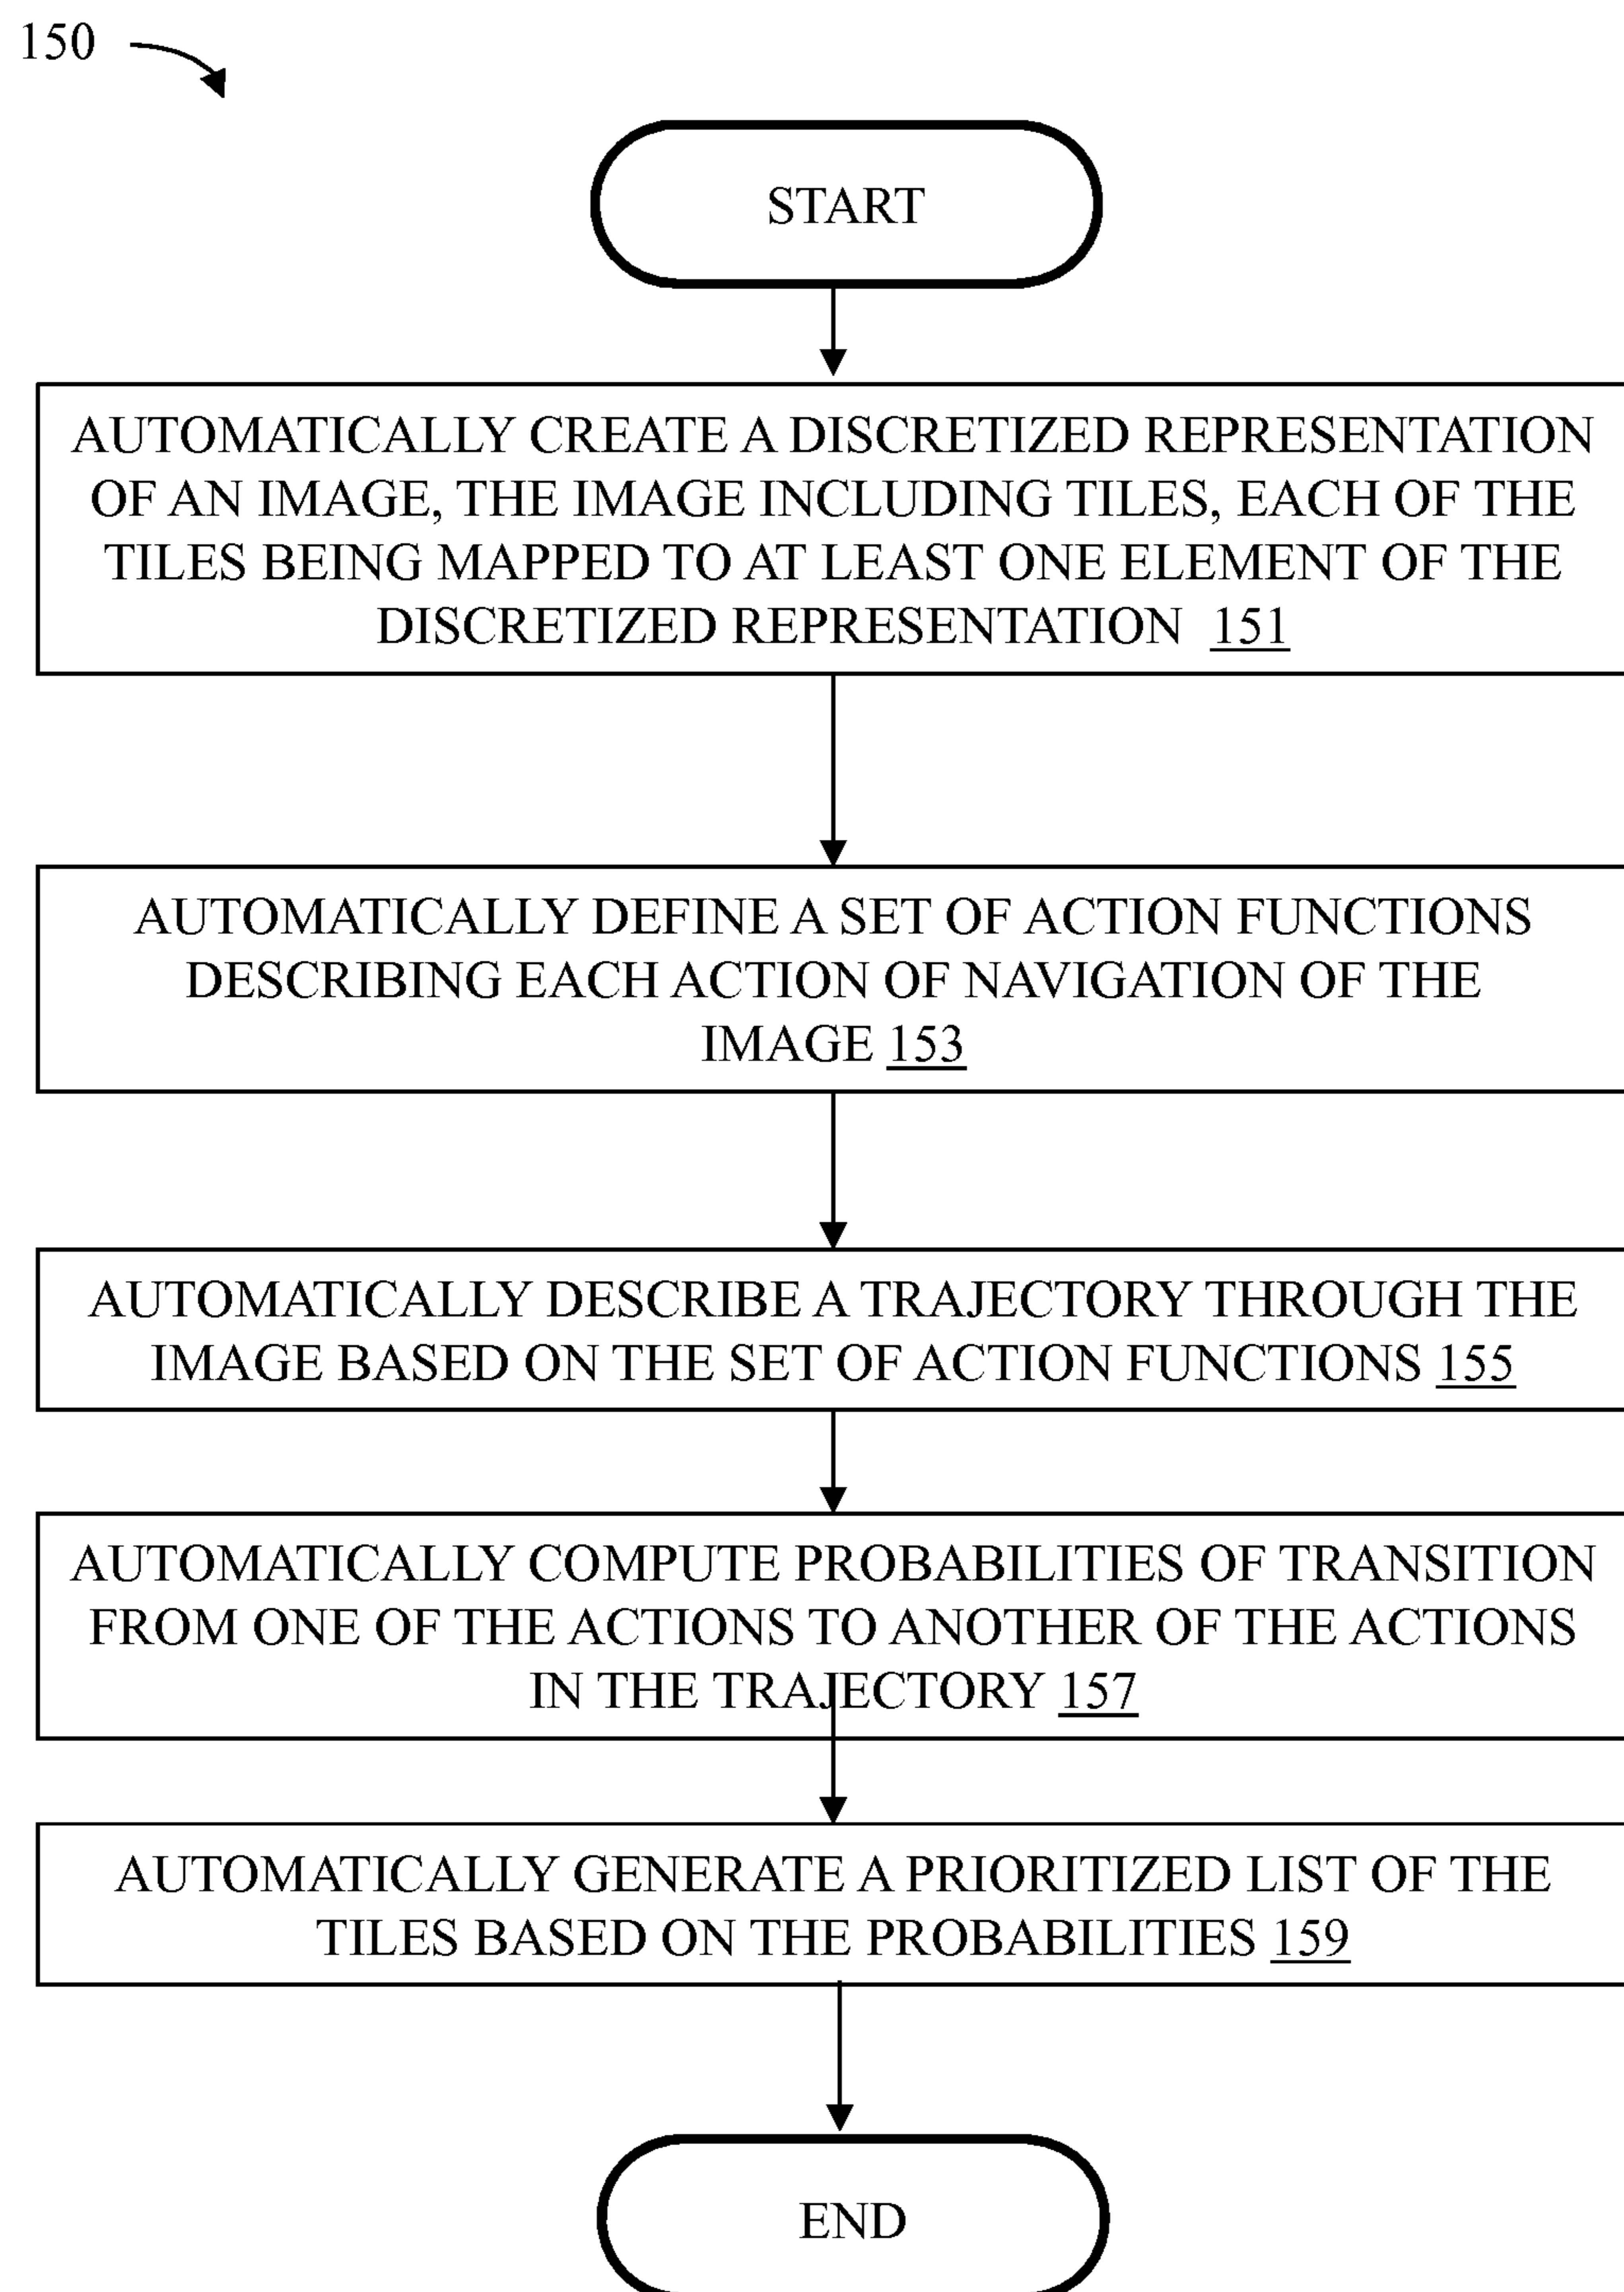 150
START
AUTOMATICALLY CREATE A DISCRETIZED REPRESENTATION
OF AN IMAGE, THE IMAGE INCLUDING TILES, EACH OF THE
TILES BEING MAPPED TO AT LEAST ONE ELEMENT OF THE
DISCRETIZED REPRESENTATION 151
AUTOMATICALLY DEFINE A SET OF ACTION FUNCTIONS
DESCRIBING EACH ACTION OF NAVIGATION OF THE
IMAGE 153
AUTOMATICALLY DESCRIBE A TRAJECTORY THROUGH THE
IMAGE BASED ON THE SET OF ACTION FUNCTIONS 155
AUTOMATICALLY COMPUTE PROBABILITIES OF TRANSITION
FROM ONE OF THE ACTIONS TO ANOTHER OF THE ACTIONS
IN THE TRAJECTORY 157
AUTOMATICALLY GENERATE A PRIORITIZED LIST OF THE
TILES BASED ON THE PROBABILITIES 159
END